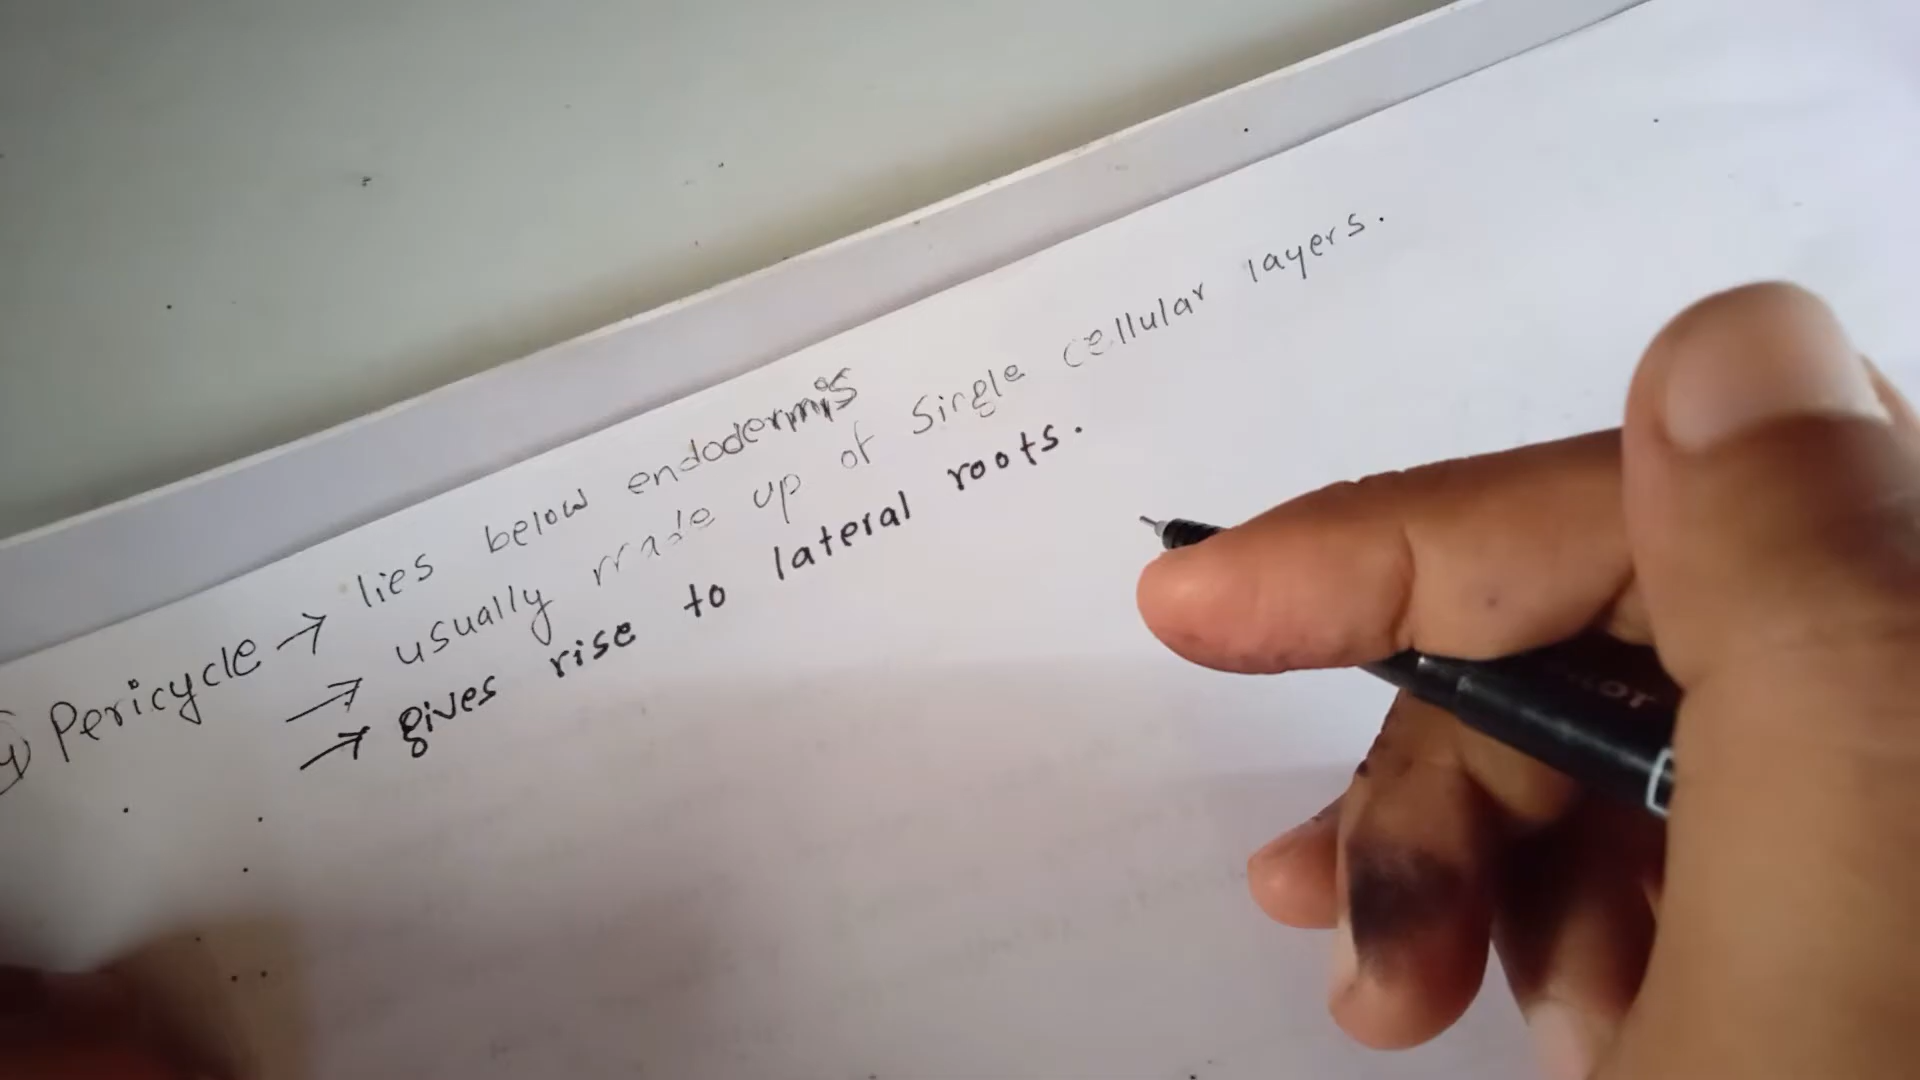 ④ Pericycle → lies below endodermis
→ usually made up of single cellular layers.
→ gives rise to lateral roots.